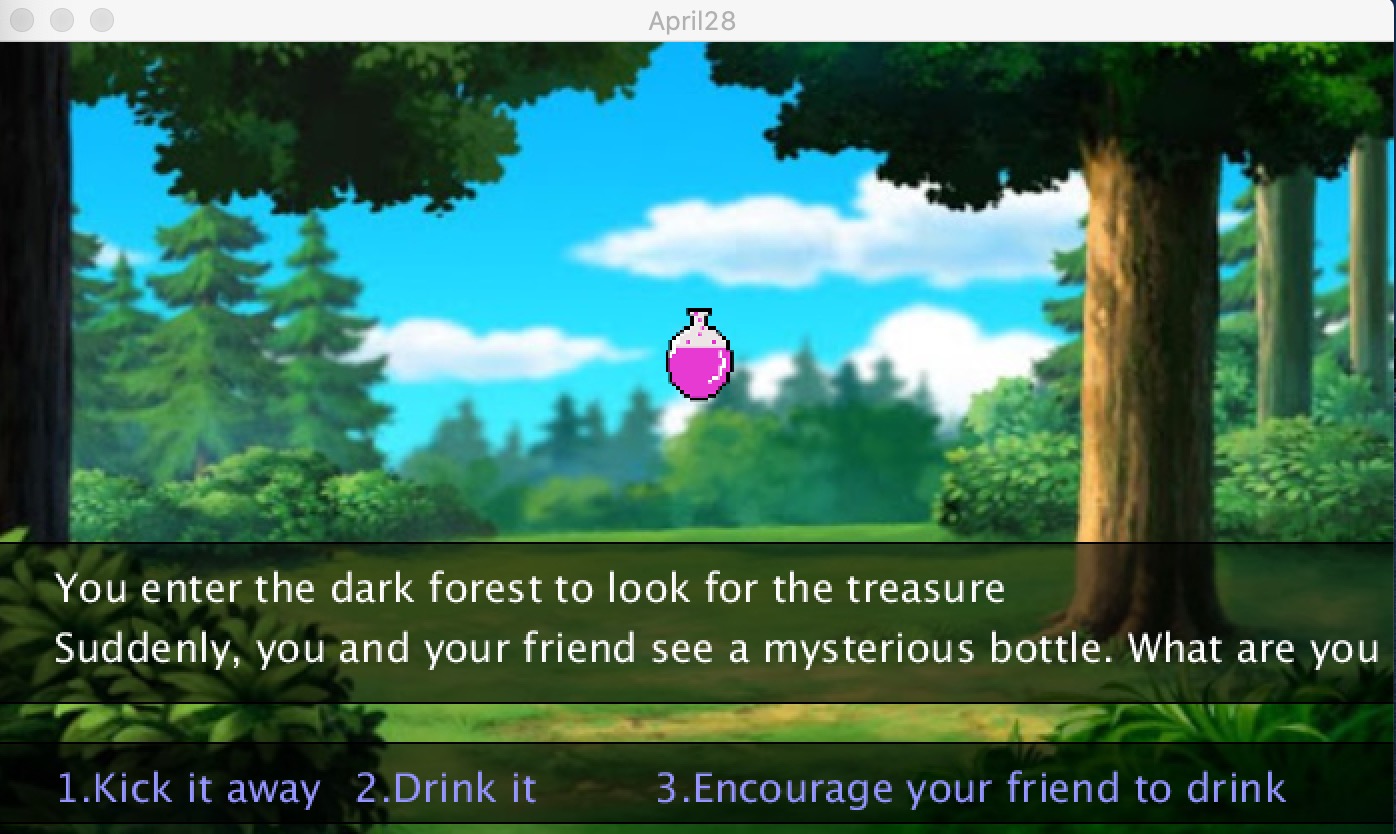 April28
You enter the dark forest to look for the treasure
Suddenly, you and your friend see a mysterious bottle. What are you
1.Kick it away 2.Drink it 3.Encourage your friend to drink